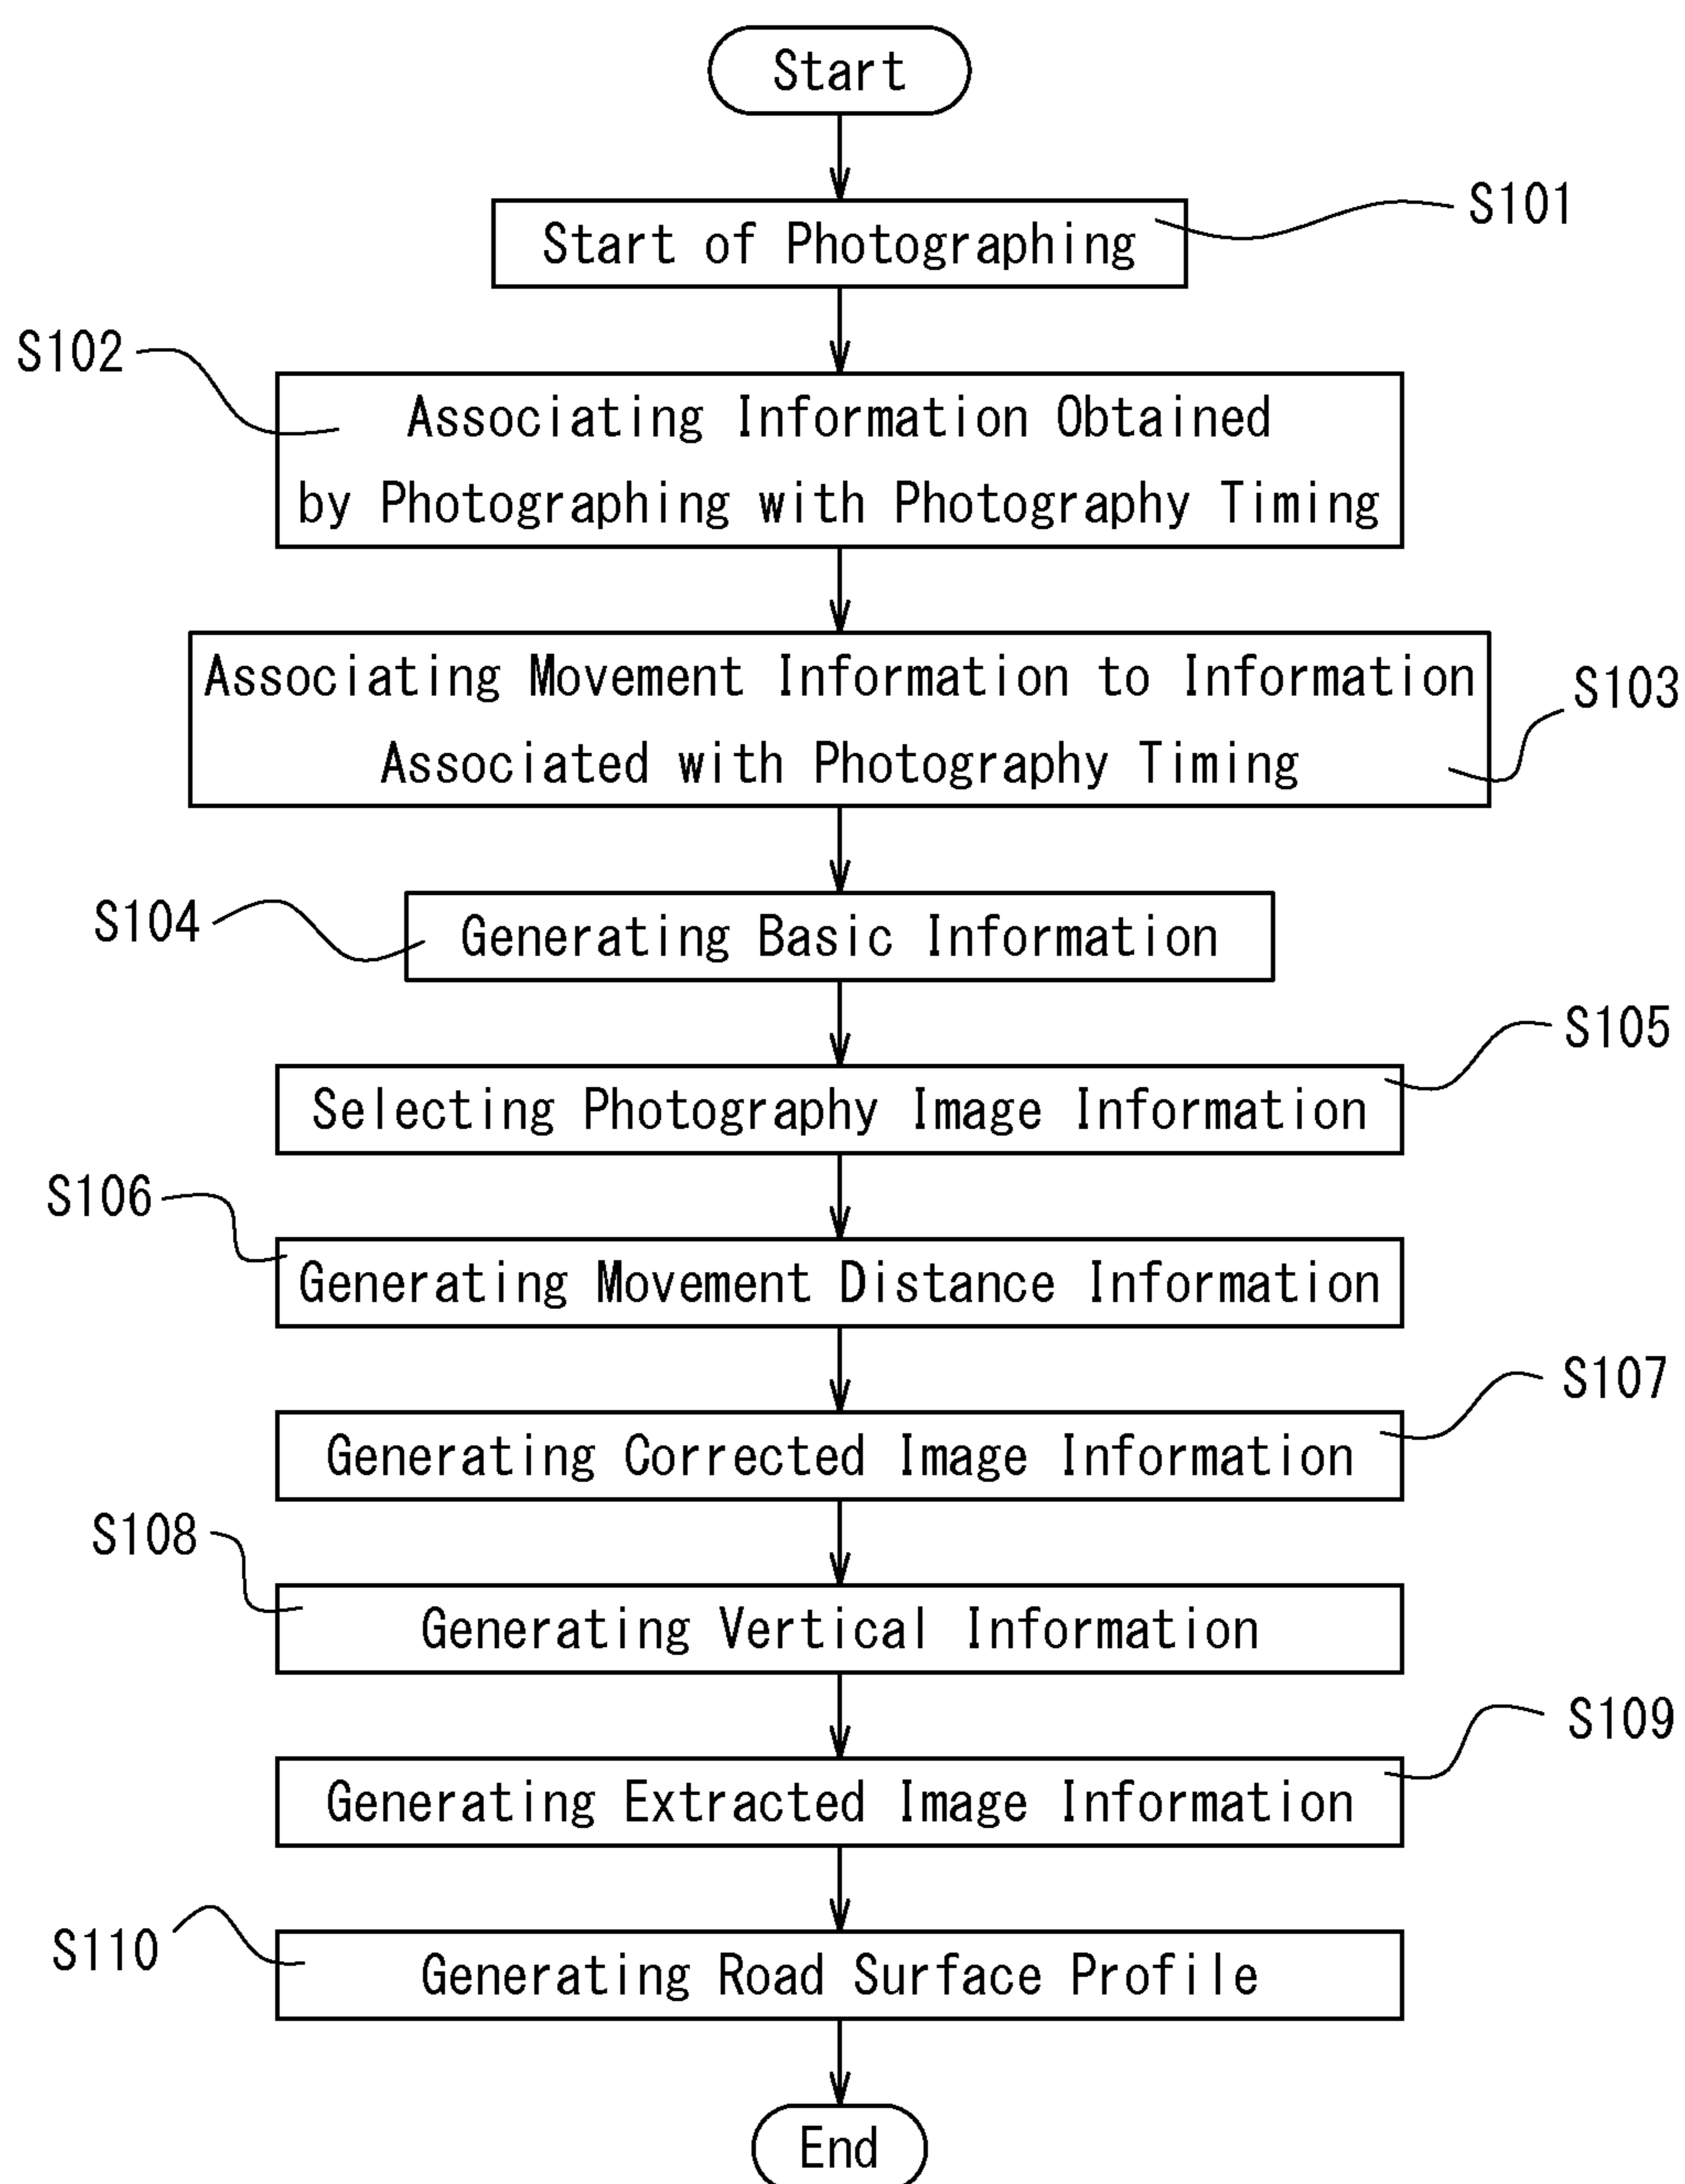 Start
S101
Start of Photographing
S102
Associating Information Obtained
by Photographing with Photography Timing
S103
Associating Movement Information to Information
Associated with Photography Timing
S104
Generating Basic Information
S105
Selecting Photography Image Information
S106
Generating Movement Distance Information
S107
Generating Corrected Image Information
S108
Generating Vertical Information
S109
Generating Extracted Image Information
S110
Generating Road Surface Profile
End